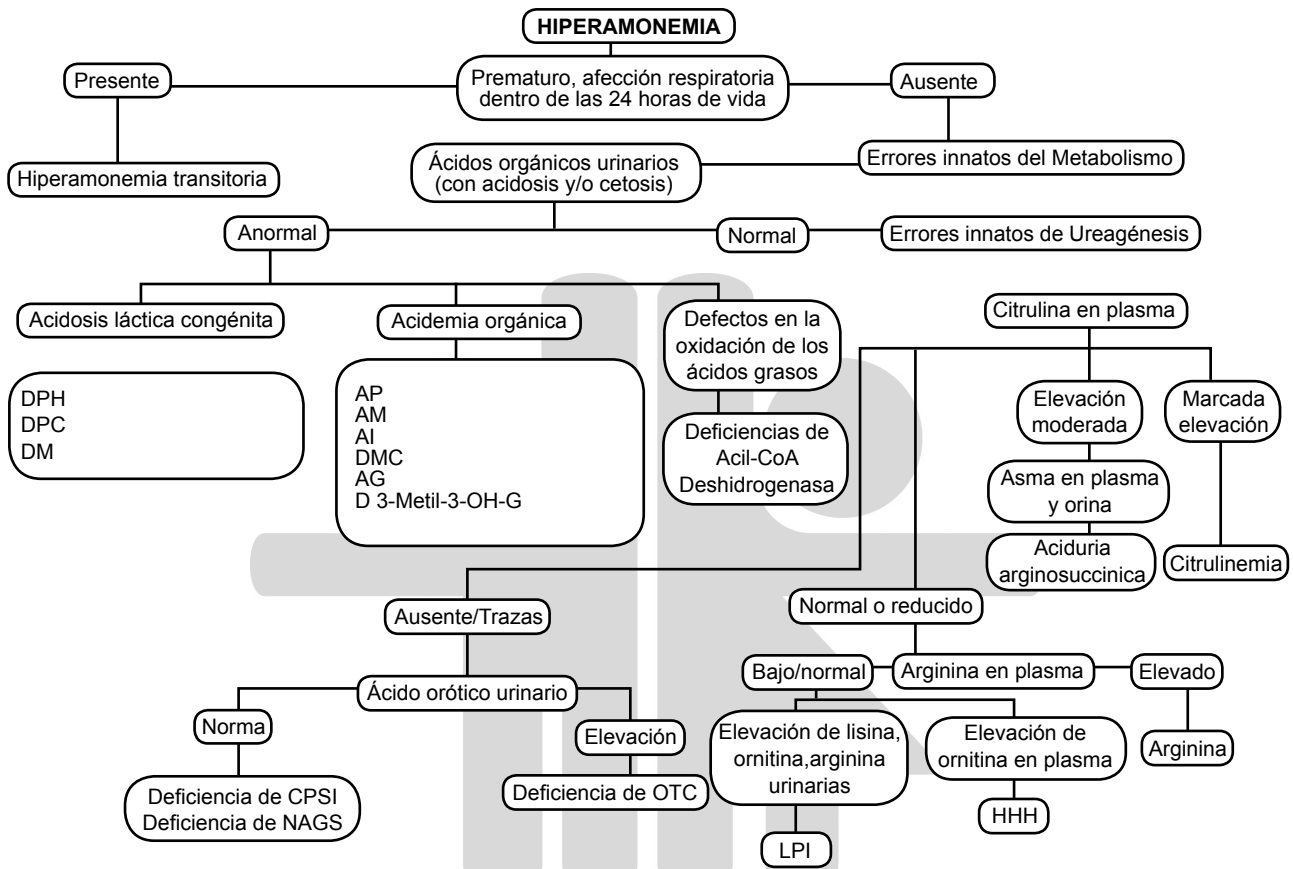 HIPERAMONEMIA
Presente
Prematuro, afección respiratoria
dentro de las 24 horas de vida
Ausente
Hiperamonemia transitoria
Ácidos orgánicos urinarios
(con acidosis y/o cetosis)
Errores innatos del Metabolismo
Anormal
Normal
Errores innatos de Ureagénesis
Acidosis láctica congénita
Acidemia orgánica
Defectos en la
oxidación de los
ácidos grasos
Citrulina en plasma
DPH
DPC
DM
AP
AM
AI
DMC
AG
D 3-Metil-3-OH-G
Deficiencias de
Acil-CoA
Deshidrogenasa
Elevación
moderada
Marcada
elevación
Asma en plasma
y orina
Aciduria
arginosuccinica
Citrulinemia
Ausente/Trazas
Normal o reducido
Ácido orótico urinario
Bajo/normal
Arginina en plasma
Elevado
Norma
Elevación
Elevación de lisina,
ornitina,arginina
urinarias
Elevación de
ornitina en plasma
Arginina
Deficiencia de CPSI
Deficiencia de NAGS
Deficiencia de OTC
LPI
HHH